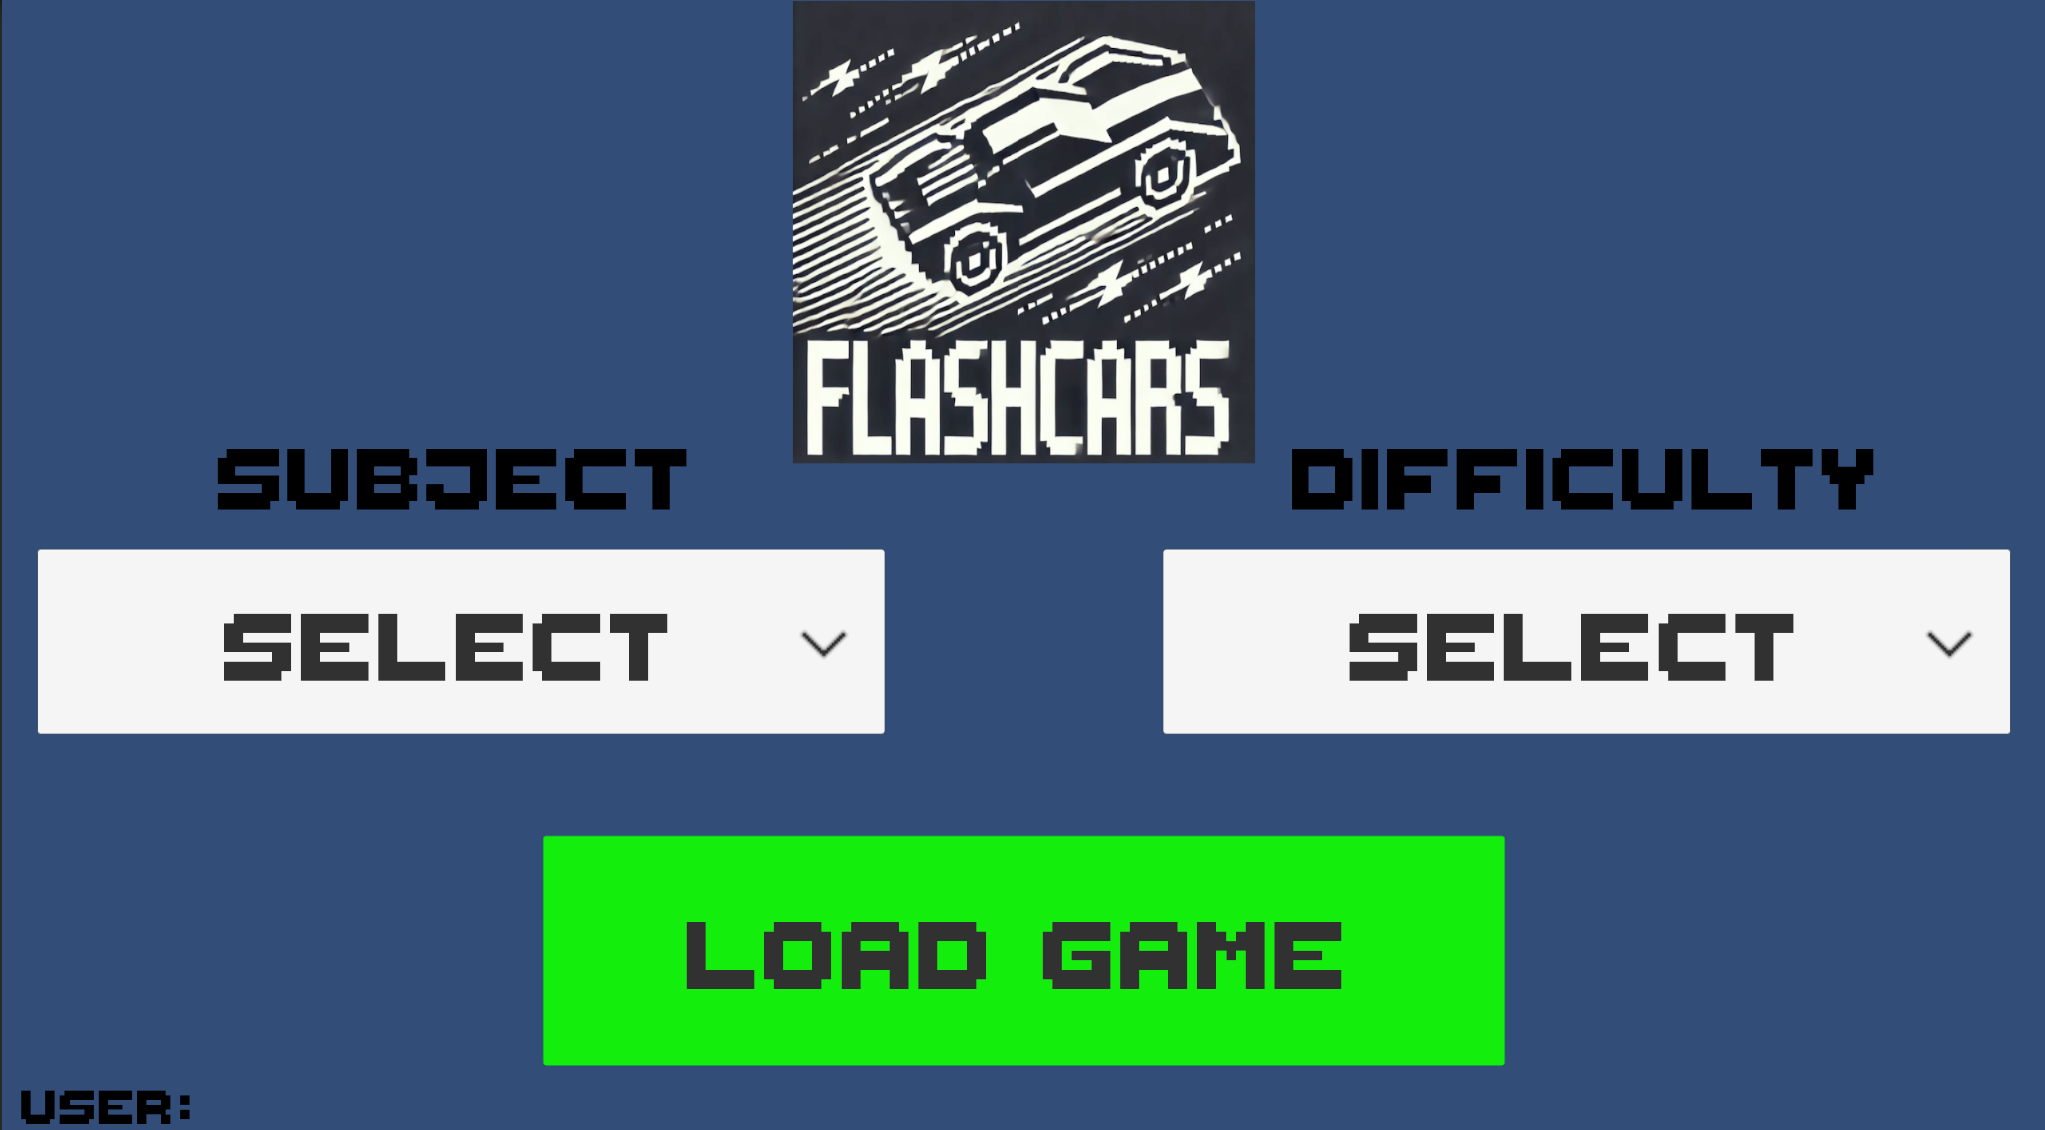 FLASHCARS
SUBJECT
DIFFICULTY
SELECT
SELECT
LOAD GAME
USER: